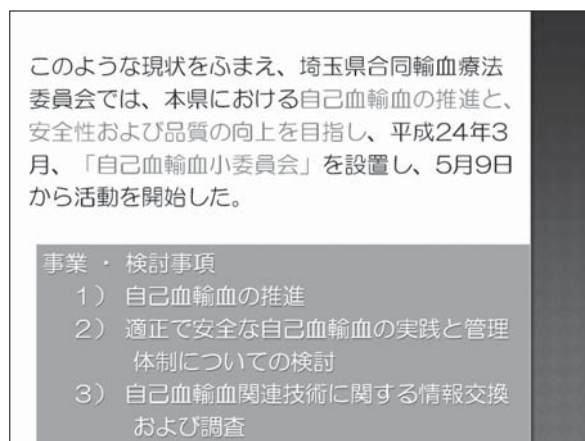 このような現状をふまえ、埼玉県合同輸血療法
委員会では、本県における自己血輸血の推進と、
安全性および品質の向上を目指し、平成24年3
月、「自己血輸血小委員会」を設置し、5月9日
から活動を開始した。
事業 ・ 検討事項
1) 自己血輸血の推進
2) 適正で安全な自己血輸血の実践と管理
体制についての検討
3) 自己血輸血関連技術に関する情報交換
および調査